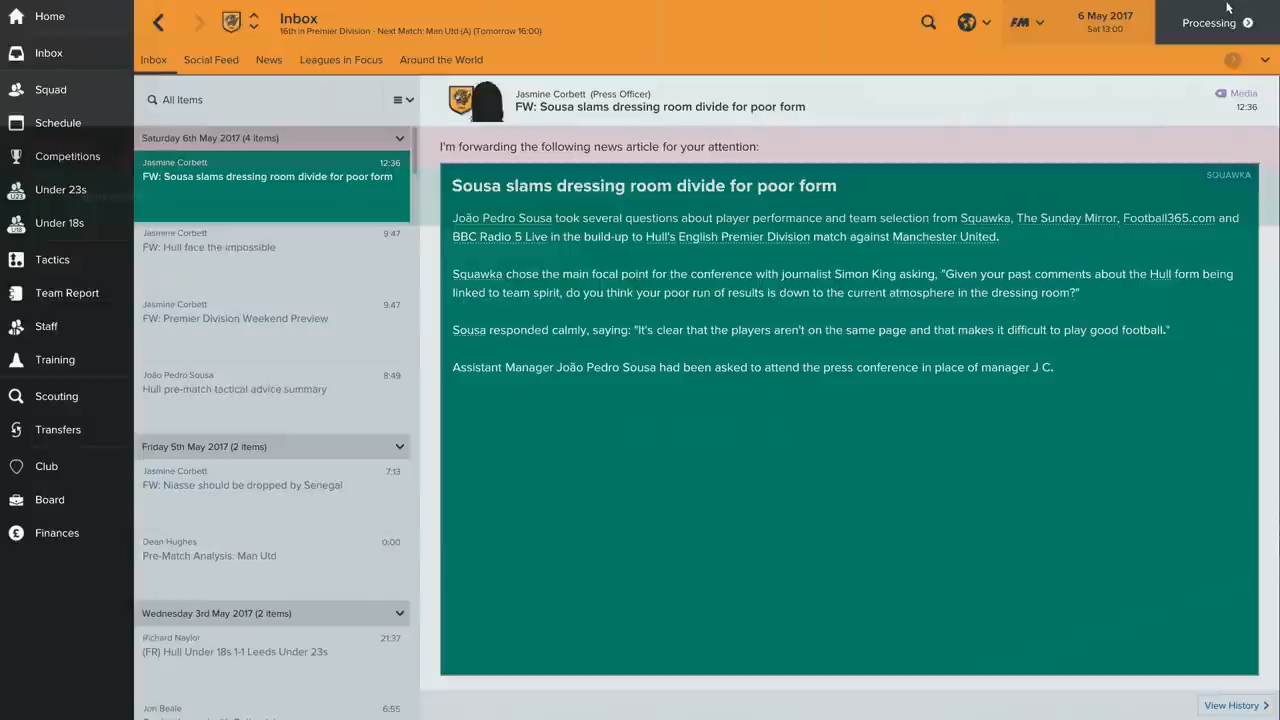 Home
Inbox
Squad
Schedule
Competitions
U23
Under 23s
U18
Under 18s
Tactics
Team Report
Staff
Training
Scouting
Transfers
Club
Board
Finances
Inbox
16th in Premier Division - Next Match: Man Utd (A) (Tomorrow 16:00)
FM
6 May 2017
Sat 13:00
Processing
Inbox Social Feed News Leagues in Focus Around the World
All Items
Saturday 6th May 2017 (4 items)
Jasmine Corbett 12:36
FW: Sousa slams dressing room divide for poor form
Jasmine Corbett 9:47
FW: Hull face the impossible
Jasmine Corbett 9:47
FW: Premier Division Weekend Preview
João Pedro Sousa 8:49
Hull pre-match tactical advice summary
Friday 5th May 2017 (2 items)
Jasmine Corbett 7:13
FW: Niasse should be dropped by Senegal
Dean Hughes 0:00
Pre-Match Analysis: Man Utd
Wednesday 3rd May 2017 (2 items)
Richard Naylor 21:37
(FR) Hull Under 18s 1-1 Leeds Under 23s
Jon Beale 6:55
Jasmine Corbett (Press Officer)
FW: Sousa slams dressing room divide for poor form
Media
12:36
I'm forwarding the following news article for your attention:
Sousa slams dressing room divide for poor form
SQUAWKA
João Pedro Sousa took several questions about player performance and team selection from Squawka, The Sunday Mirror, Football365.com and
BBC Radio 5 Live in the build-up to Hull's English Premier Division match against Manchester United.
Squawka chose the main focal point for the conference with journalist Simon King asking, "Given your past comments about the Hull form being
linked to team spirit, do you think your poor run of results is down to the current atmosphere in the dressing room?"
Sousa responded calmly, saying: "It's clear that the players aren't on the same page and that makes it difficult to play good football."
Assistant Manager João Pedro Sousa had been asked to attend the press conference in place of manager J C.
View History